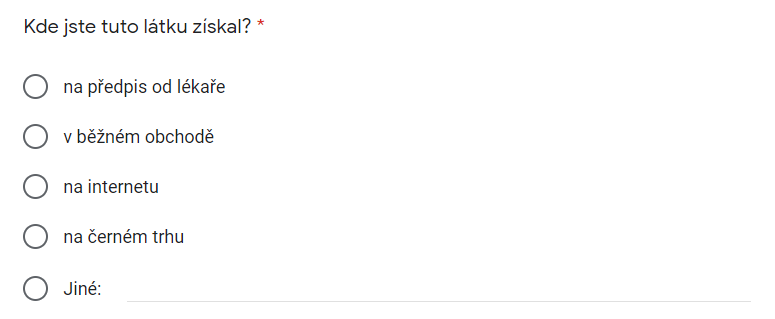 Kde jste tuto látku získal? *
na předpis od lékaře
v běžném obchodě
na internetu
na černém trhu
Jiné: